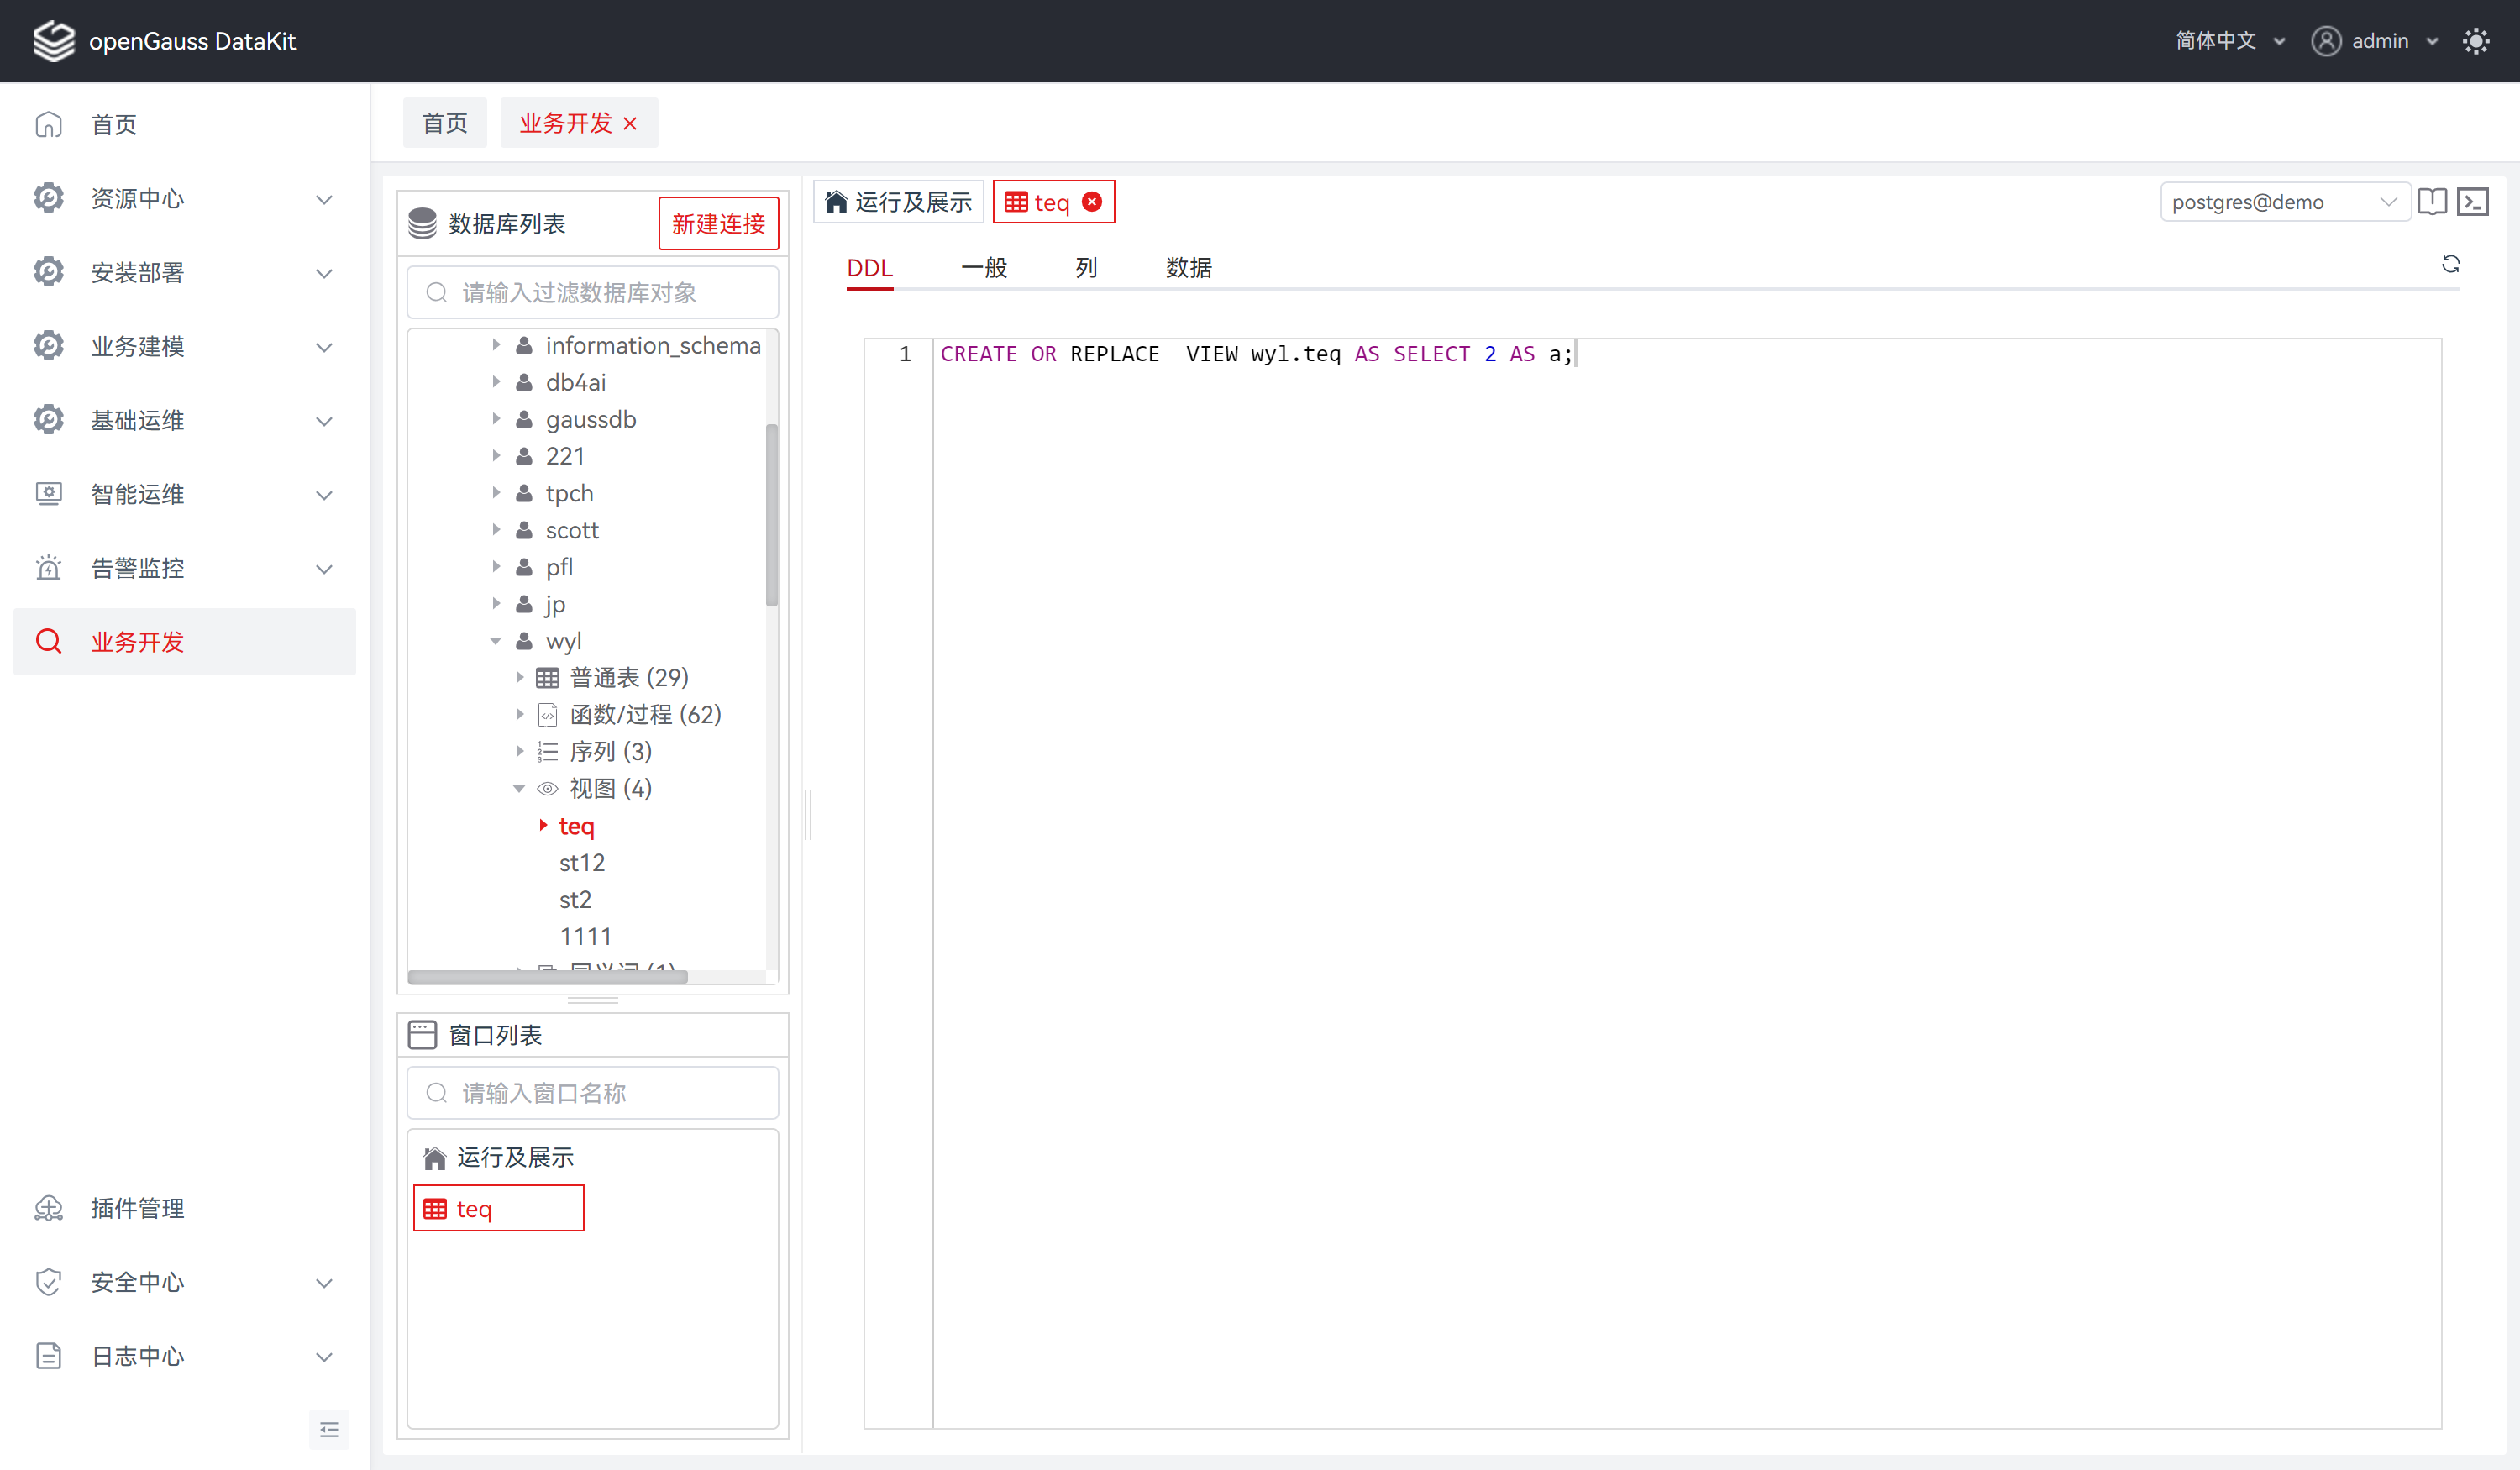 openGauss DataKit
简体中文
admin
首页
资源中心
安装部署
业务建模
基础运维
智能运维
告警监控
业务开发
插件管理
安全中心
日志中心
首页
业务开发
数据库列表
新建连接
请输入过滤数据库对象
information_schema
db4ai
gaussdb
221
tpch
scott
pfl
jp
wyl
普通表 (29)
函数/过程 (62)
序列 (3)
视图 (4)
teq
st12
st2
1111
同义词 (1)
窗口列表
请输入窗口名称
运行及展示
teq
运行及展示
teq
postgres@demo
DDL
一般
列
数据
1
CREATE OR REPLACE  VIEW wyl.teq AS SELECT 2 AS a;